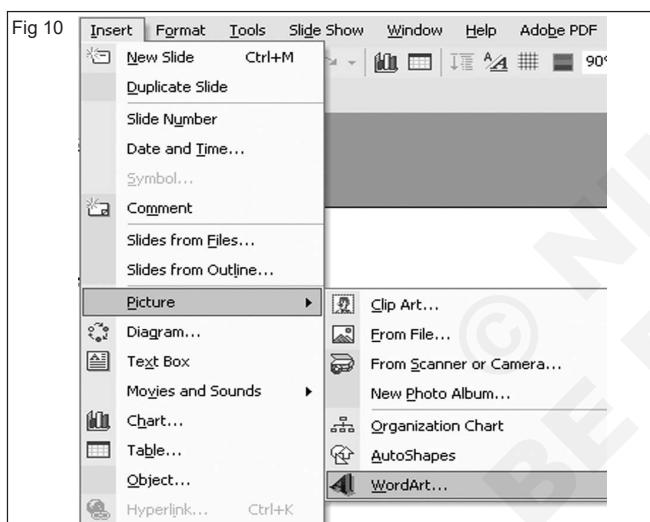 Fig 10
Insert Format Tools Slide Show Window Help Adobe PDF
New Slide Ctrl+M
Duplicate Slide
Slide Number
Date and Time...
Symbol...
Comment
Slides from Files...
Slides from Outline...
Picture
Diagram...
Text Box
Movies and Sounds
Chart...
Table...
Object...
Hyperlink... Ctrl+K
Clip Art...
From File...
From Scanner or Camera...
New Photo Album...
Organization Chart
AutoShapes
WordArt...